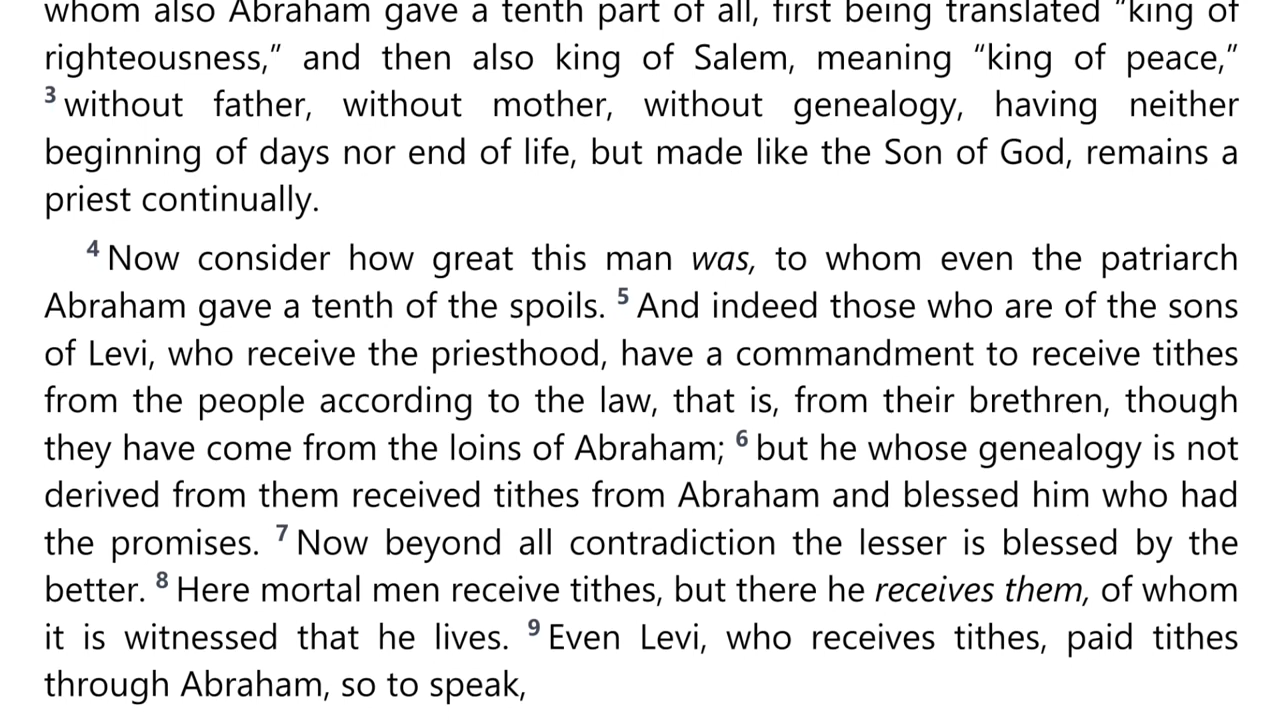 whom also Abraham gave a tenth part of all, first being translated “king of
righteousness,” and then also king of Salem, meaning “king of peace,”
3 without father, without mother, without genealogy, having neither
beginning of days nor end of life, but made like the Son of God, remains a
priest continually.
4 Now consider how great this man was, to whom even the patriarch
Abraham gave a tenth of the spoils. 5 And indeed those who are of the sons
of Levi, who receive the priesthood, have a commandment to receive tithes
from the people according to the law, that is, from their brethren, though
they have come from the loins of Abraham; 6 but he whose genealogy is not
derived from them received tithes from Abraham and blessed him who had
the promises. 7 Now beyond all contradiction the lesser is blessed by the
better. 8 Here mortal men receive tithes, but there he receives them, of whom
it is witnessed that he lives. 9 Even Levi, who receives tithes, paid tithes
through Abraham, so to speak,